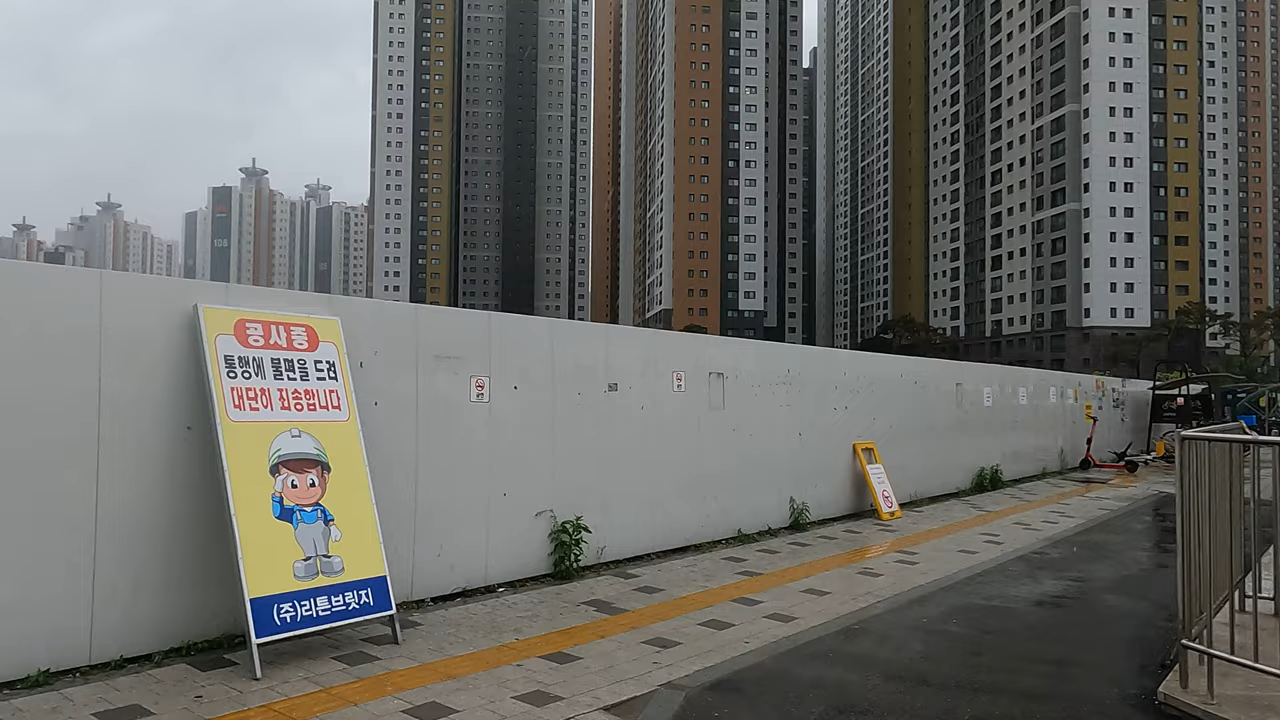 공사중
통행에 불편을 드려
대단히 죄송합니다
(주)리튼브릿지
108